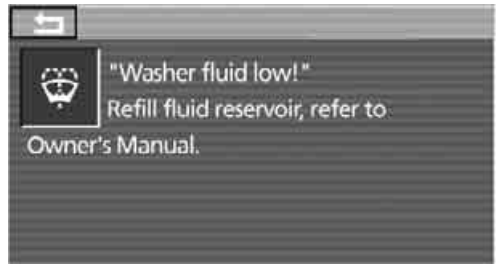 "Washer fluid low!"
Refill fluid reservoir, refer to
Owner's Manual.